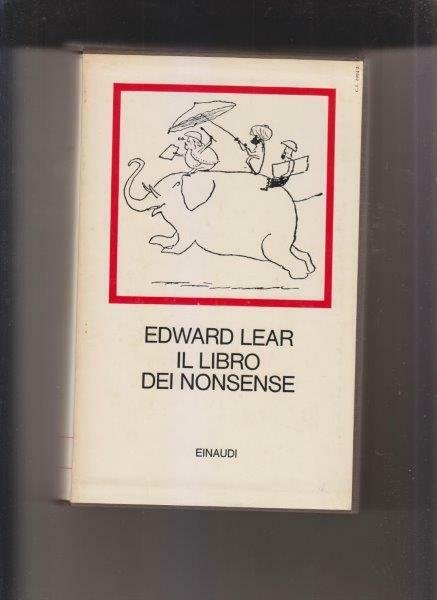 EDWARD LEAR
IL LIBRO
DEI NONSENSE
EINAUDI